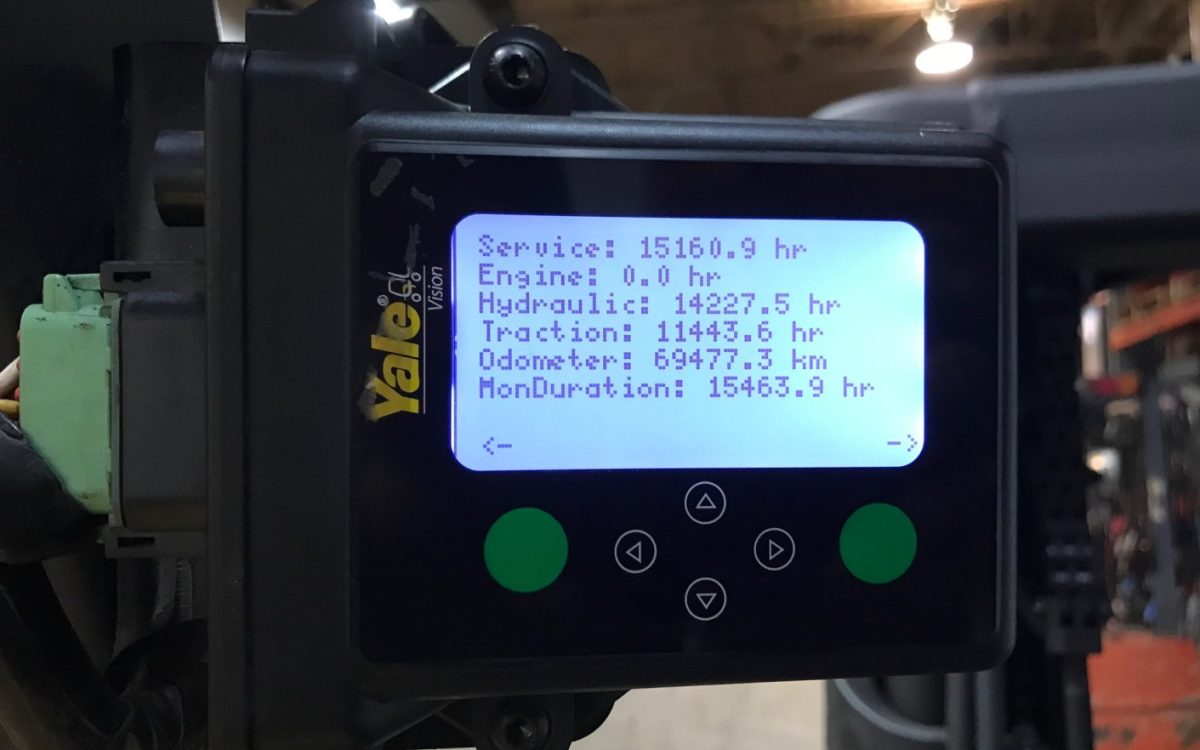 Service: 15160.9 hr
Engine: 0.0 hr
Hydraulic: 14227.5 hr
Traction: 11443.6 hr
Odometer: 69477.3 km
MonDuration: 15463.9 hr
<- ->
Yale®
Vision